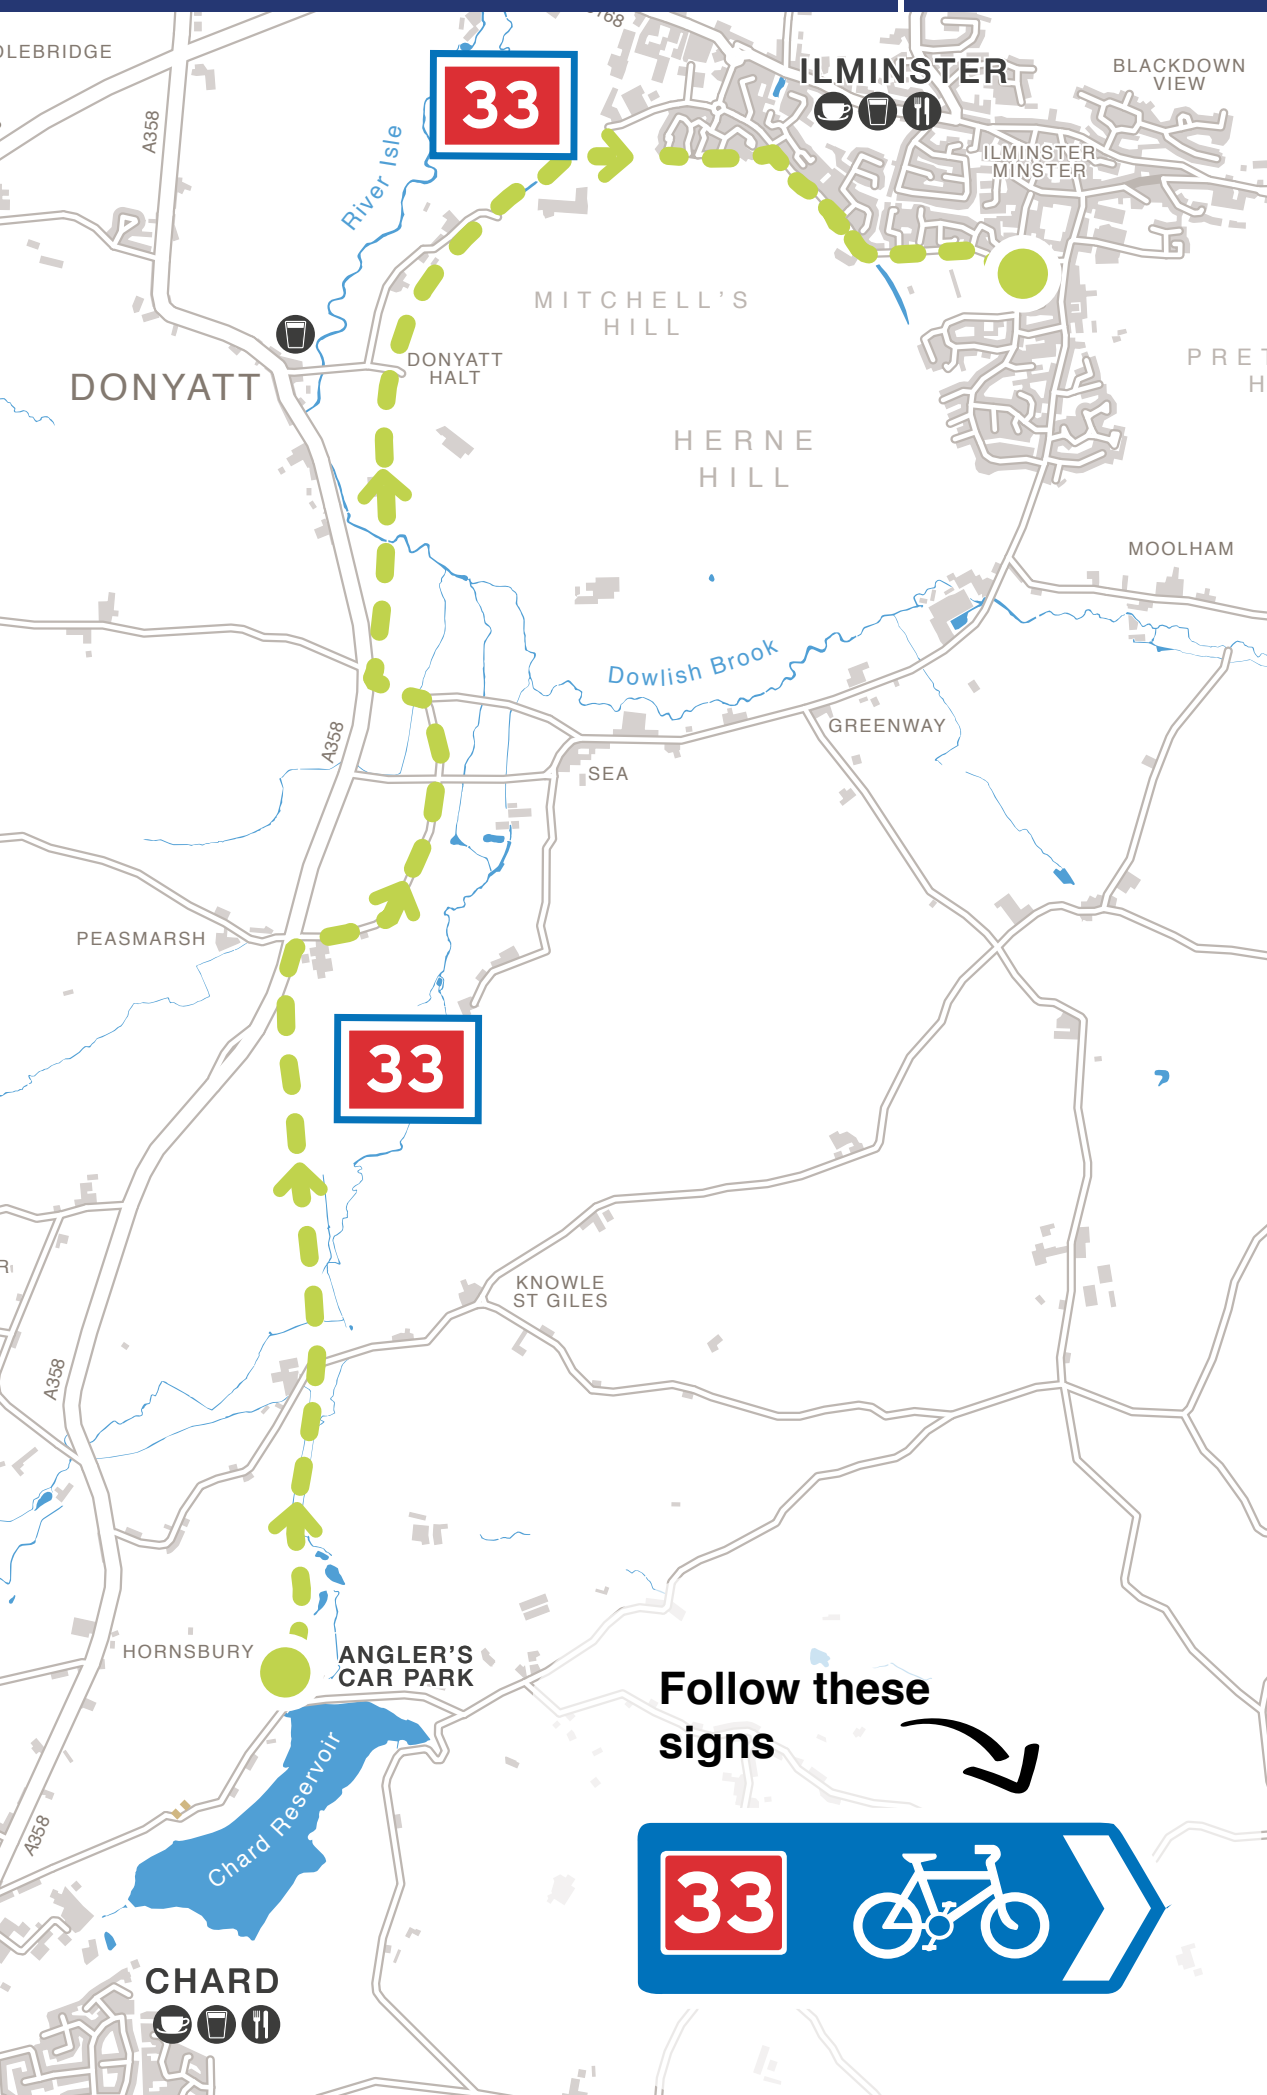 A358
33
River Isle
ILMINSTER
BLACKDOWN
VIEW
ILMINSTER
MINSTER
MITCHELL'S
HILL
DONYATT
HALT
DONYATT
HERNE
HILL
MOOLHAM
Dowlish Brook
A358
GREENWAY
SEA
PEASMARSH
33
KNOWLE
ST GILES
A358
HORNSBURY
ANGLER'S
CAR PARK
Follow these
signs
Chard Reservoir
A358
33
CHARD